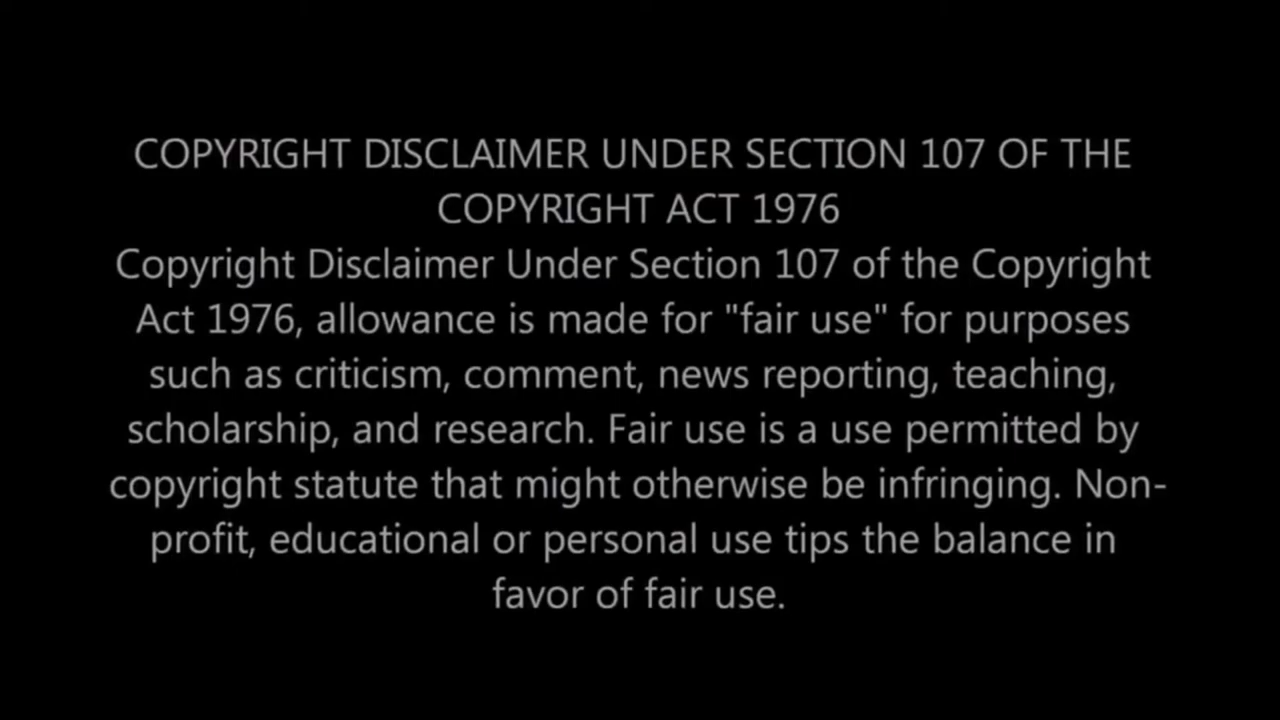 COPYRIGHT DISCLAIMER UNDER SECTION 107 OF THE
COPYRIGHT ACT 1976
Copyright Disclaimer Under Section 107 of the Copyright
Act 1976, allowance is made for "fair use" for purposes
such as criticism, comment, news reporting, teaching,
scholarship, and research. Fair use is a use permitted by
copyright statute that might otherwise be infringing. Non-
profit, educational or personal use tips the balance in
favor of fair use.